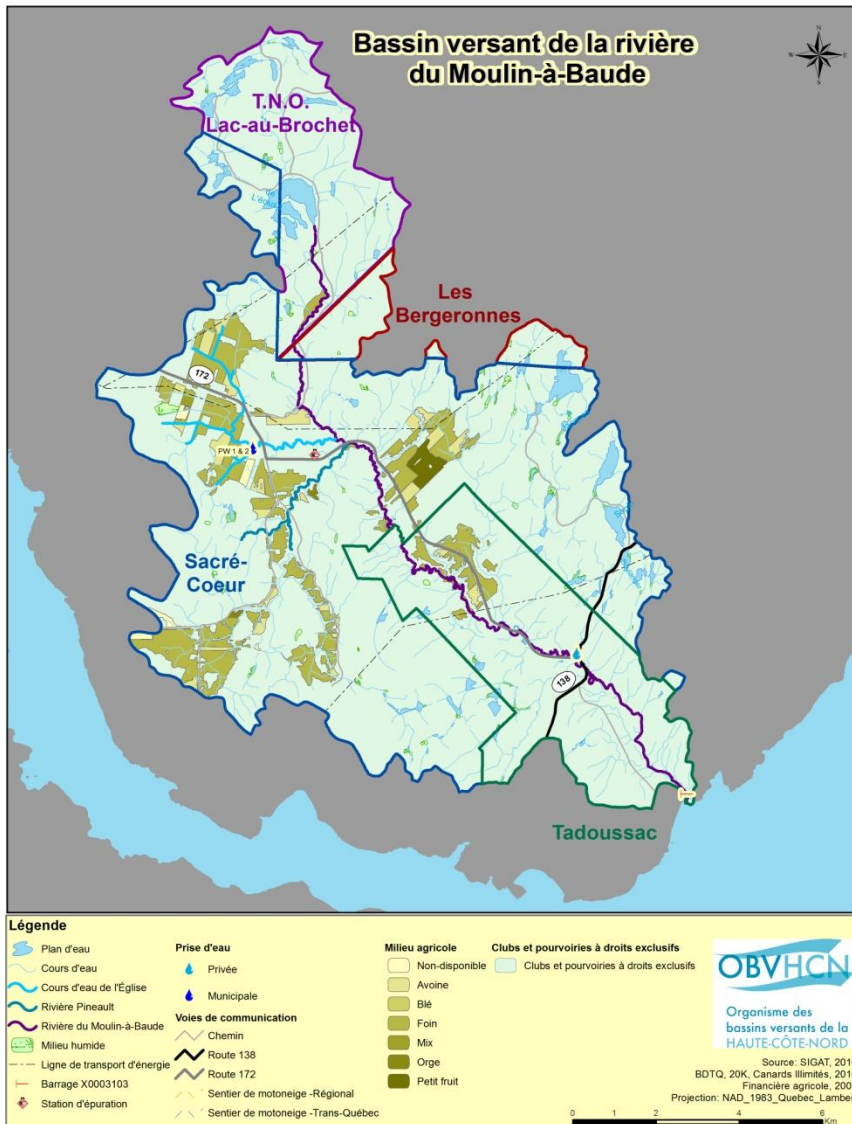 Bassin versant de la rivière
du Moulin-à-Baude
N
W E
S
T.N.O.
Lac-au-Brochet
Les
Bergeronnes
172
PW 1 & 2
Sacré-
Coeur
138
Tadoussac
Légende
Plan d'eau
Cours d'eau
Cours d'eau de l'Église
Rivière Pineault
Rivière du Moulin-à-Baude
Milieu humide
Ligne de transport d'énergie
Barrage X0003103
Station d'épuration
Prise d'eau
Privée
Municipale
Voies de communication
Chemin
Route 138
Route 172
Sentier de motoneige -Régional
Sentier de motoneige -Trans-Québec
Milieu agricole
Non-disponible
Avoine
Blé
Foin
Mix
Orge
Petit fruit
Clubs et pourvoiries à droits exclusifs
Clubs et pourvoiries à droits exclusifs
OBVHCN
Organisme des
bassins versants de la
HAUTE-CÔTE-NORD
Source: SIGAT, 201
BDTQ, 20K, Canards Illimités, 201
Financière agricole, 200
Projection: NAD_1983_Quebec_Lamber
0 1 2 4 6
Km